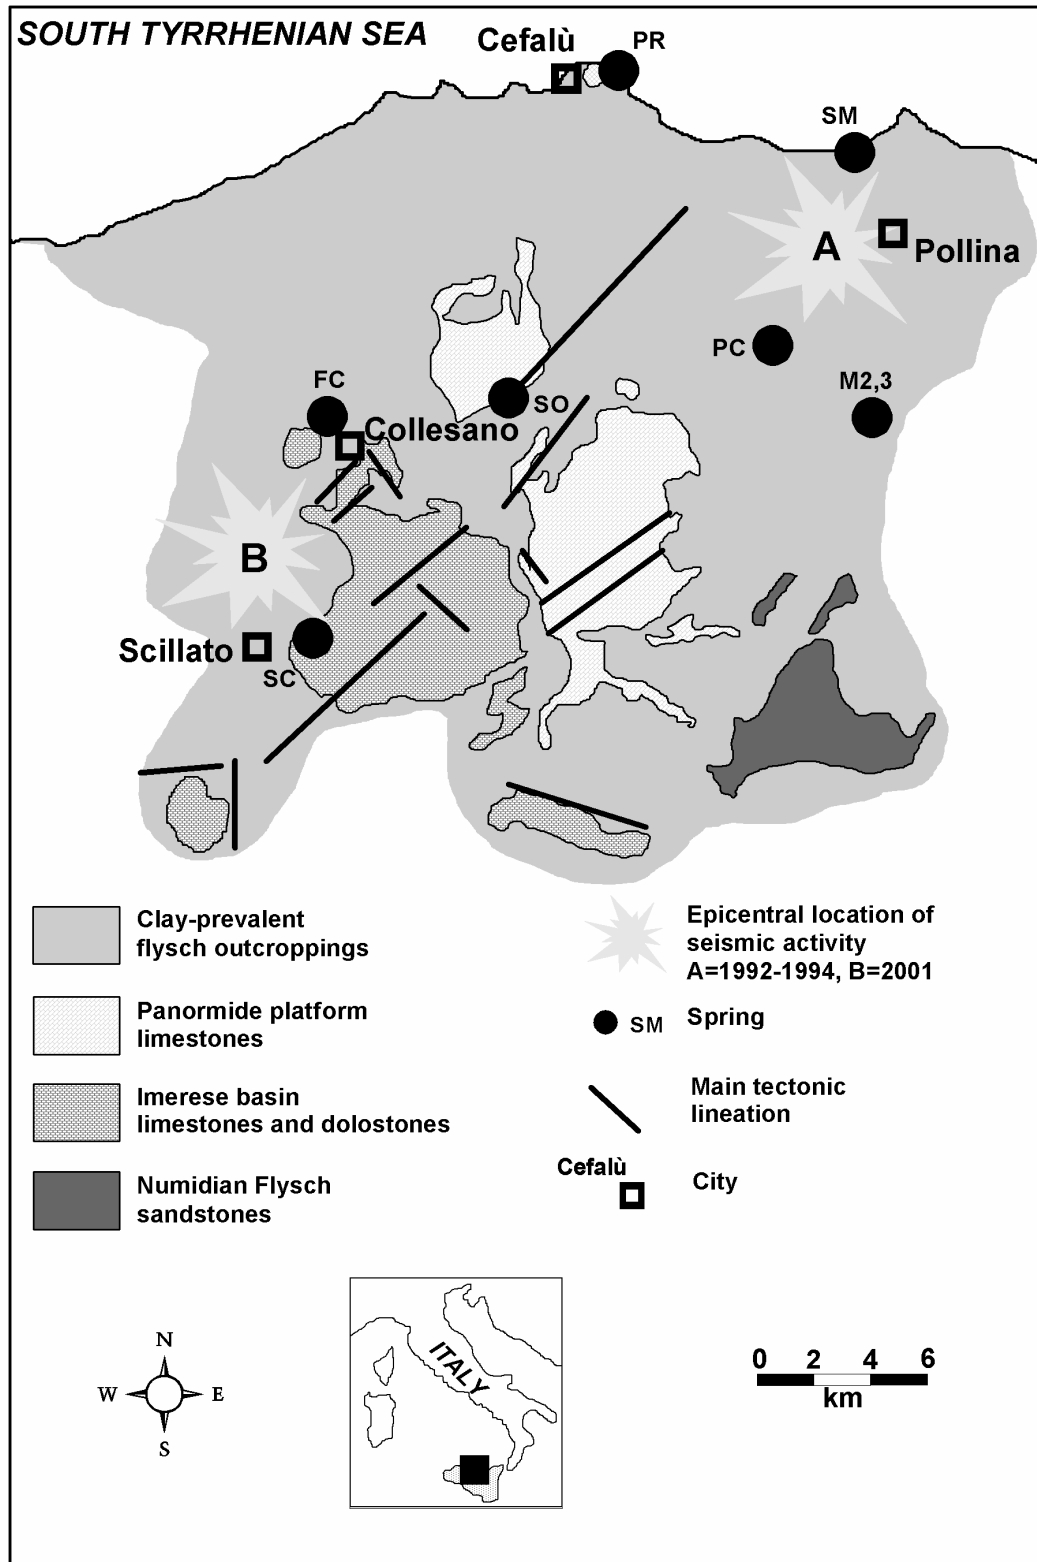 SOUTH TYRRHENIAN SEA
Cefalù
PR
SM
A
Pollina
PC
M2,3
FC
SO
Collesano
B
Scillato
SC
Clay-prevalent
flysch outcroppings
Panormide platform
limestones
Imerese basin
limestones and dolostones
Numidian Flysch
sandstones
Epicentral location of
seismic activity
A=1992-1994, B=2001
SM Spring
Main tectonic
lineation
Cefalù
City
N
W E
S
ITALY
0 2 4 6
km